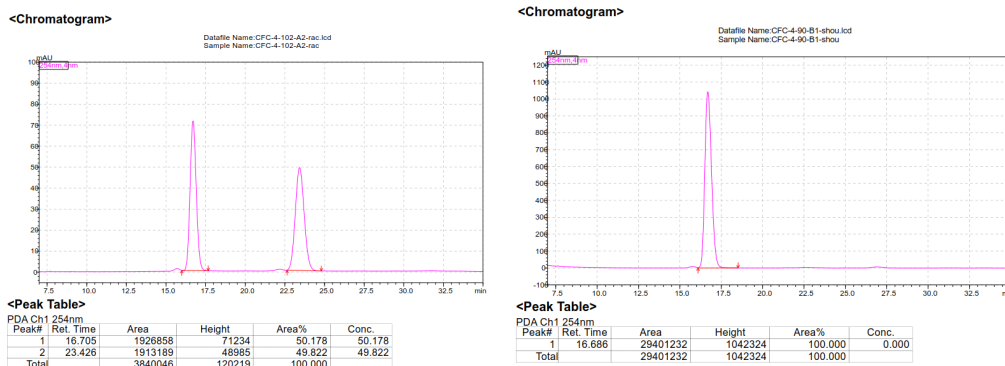 <Chromatogram>
Datafile Name:CFC-4-102-A2-rac.lcd
Sample Name:CFC-4-102-A2-rac
mAU
254nm,4nm
100
90
80
70
60
50
40
30
20
10
0
7.5 10.0 12.5 15.0 17.5 20.0 22.5 25.0 27.5 30.0 32.5 min
<Peak Table>
PDA Ch1 254nm
Peak# Ret. Time Area Height Area% Conc.
1 16.705 1926858 71234 50.178 50.178
2 23.426 1913189 48985 49.822 49.822
Total 3840046 120219 100.000
<Chromatogram>
Datafile Name:CFC-4-90-B1-shou.lcd
Sample Name:CFC-4-90-B1-shou
mAU
254nm,4nm
1200
1100
1000
900
800
700
600
500
400
300
200
100
0
-100
7.5 10.0 12.5 15.0 17.5 20.0 22.5 25.0 27.5 30.0 32.5 min
<Peak Table>
PDA Ch1 254nm
Peak# Ret. Time Area Height Area% Conc.
1 16.686 29401232 1042324 100.000 0.000
Total 29401232 1042324 100.000